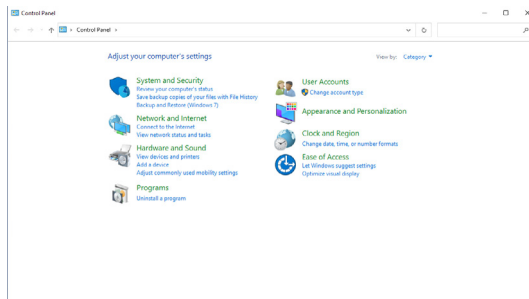 Control Panel
Control Panel
Adjust your computer's settings
View by: Category
System and Security
Review your computer's status
Save backup copies of your files with File History
Backup and Restore (Windows 7)
Network and Internet
Connect to the Internet
View network status and tasks
Hardware and Sound
View devices and printers
Add a device
Adjust commonly used mobility settings
Programs
Uninstall a program
User Accounts
Change account type
Appearance and Personalization
Clock and Region
Change date, time, or number formats
Ease of Access
Let Windows suggest settings
Optimize visual display